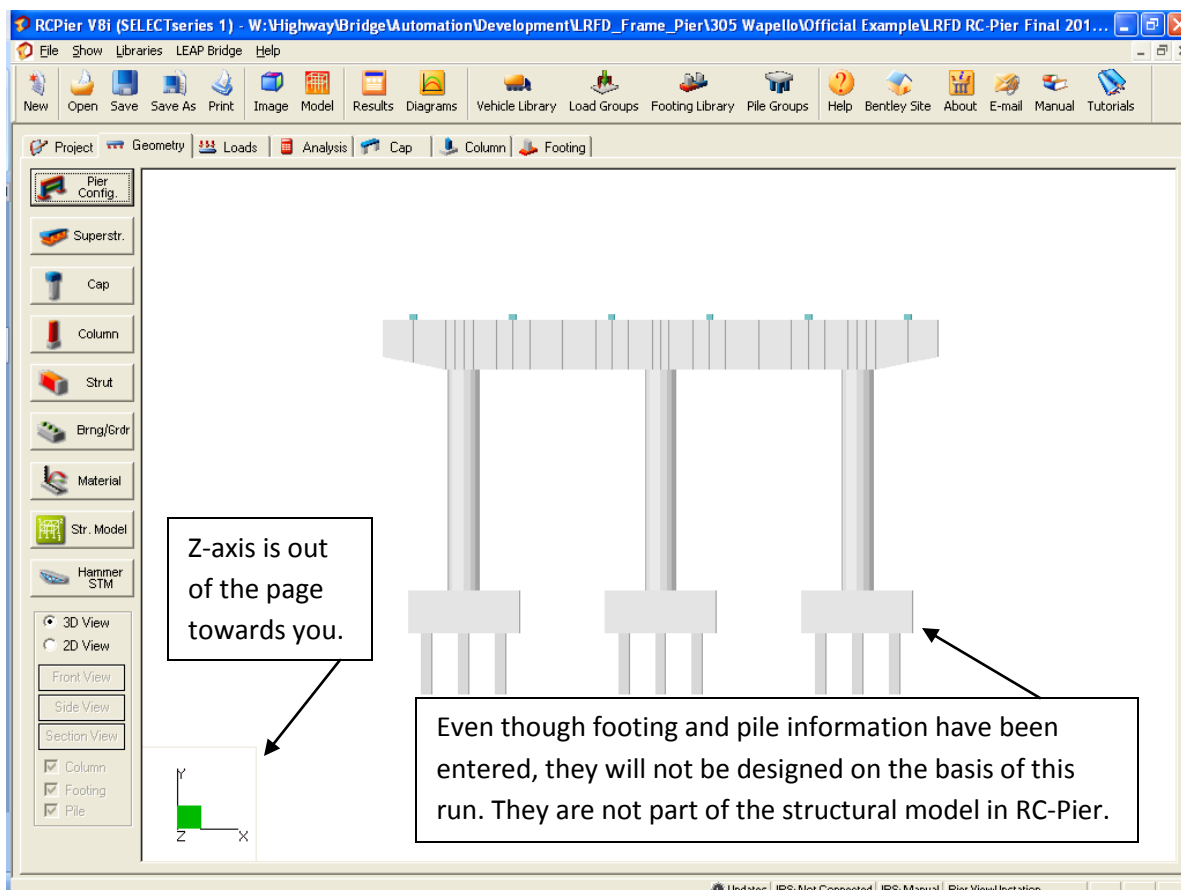 RCPier V8i (SELECTseries 1) - W:\Highway\Bridge\Automation\Development\LRFD_Frame_Pier\305 Wapello\Official Example\LRFD RC-Pier Final 201...
File Show Libraries LEAP Bridge Help
New Open Save Save As Print Image Model Results Diagrams Vehicle Library Load Groups Footing Library Pile Groups Help Bentley Site About E-mail Manual Tutorials
Project Geometry Loads Analysis Cap Column Footing
Pier
Config.
Superstr.
Cap
Column
Strut
Brng/Grdr
Material
Str. Model
Hammer
STM
3D View
2D View
Front View
Side View
Section View
Column
Footing
Pile
Z-axis is out
of the page
towards you.
Even though footing and pile information have been
entered, they will not be designed on the basis of this
run. They are not part of the structural model in RC-Pier.
Y
Z
X
Updates IRS: Not Connected IRS: Manual Pier View:Upstation